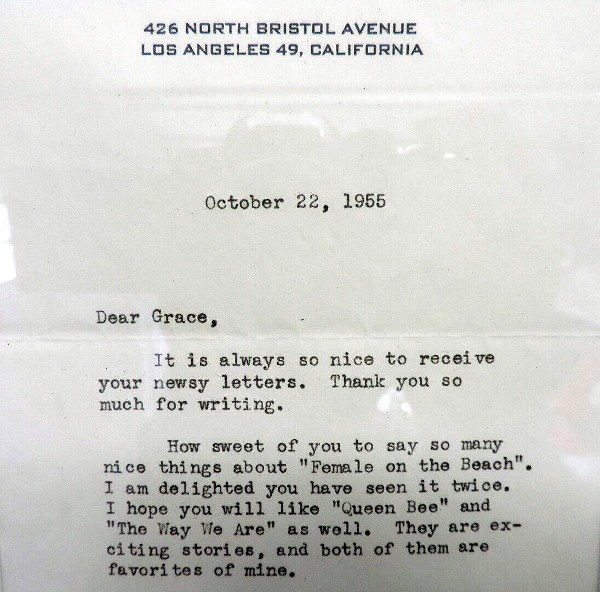 426 NORTH BRISTOL AVENUE
LOS ANGELES 49, CALIFORNIA
October 22, 1955
Dear Grace,
It is always so nice to receive
your newsy letters. Thank you so
much for writing.
How sweet of you to say so many
nice things about "Female on the Beach".
I am delighted you have seen it twice.
I hope you will like "Queen Bee" and
"The Way We Are" as well. They are ex-
citing stories, and both of them are
favorites of mine.